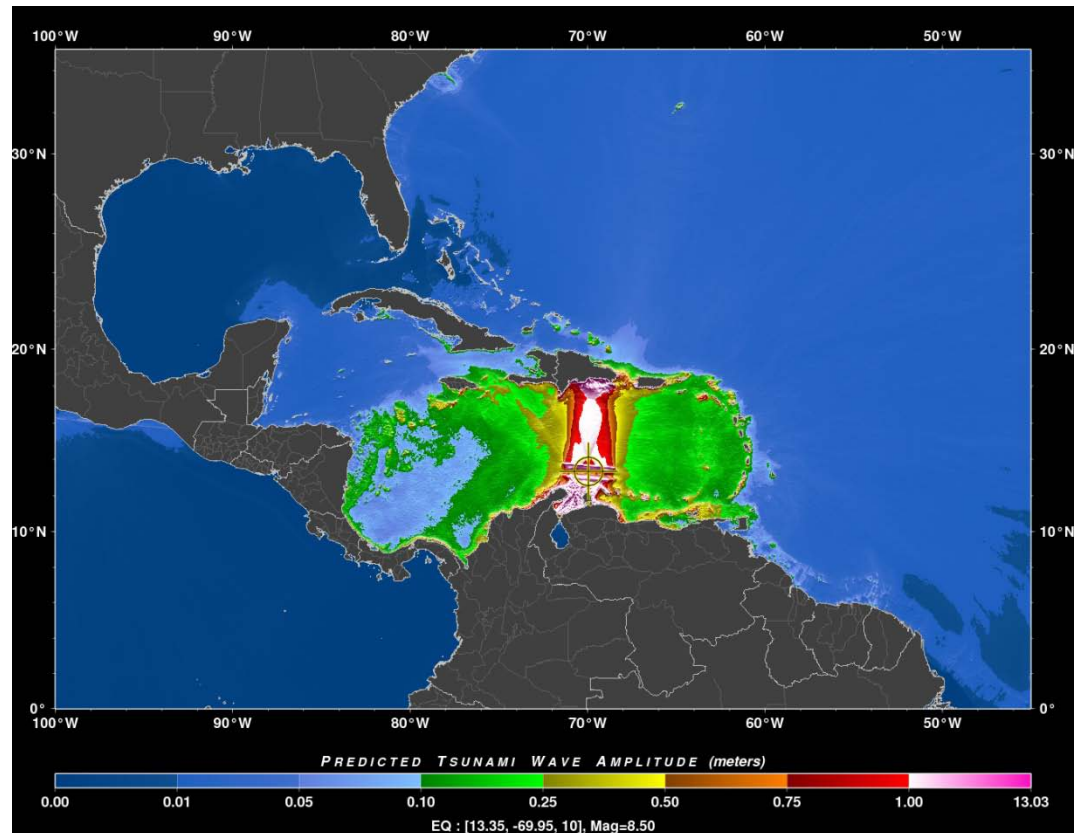 100°W 90°W 80°W 70°W 60°W 50°W
30°N 30°N
20°N 20°N
10°N 10°N
0° 0°
100°W 90°W 80°W 70°W 60°W 50°W
PREDICTED TSUNAMI WAVE AMPLITUDE (meters)
0.00 0.01 0.05 0.10 0.25 0.50 0.75 1.00 13.03
EQ : [13.35, -69.95, 10], Mag=8.50